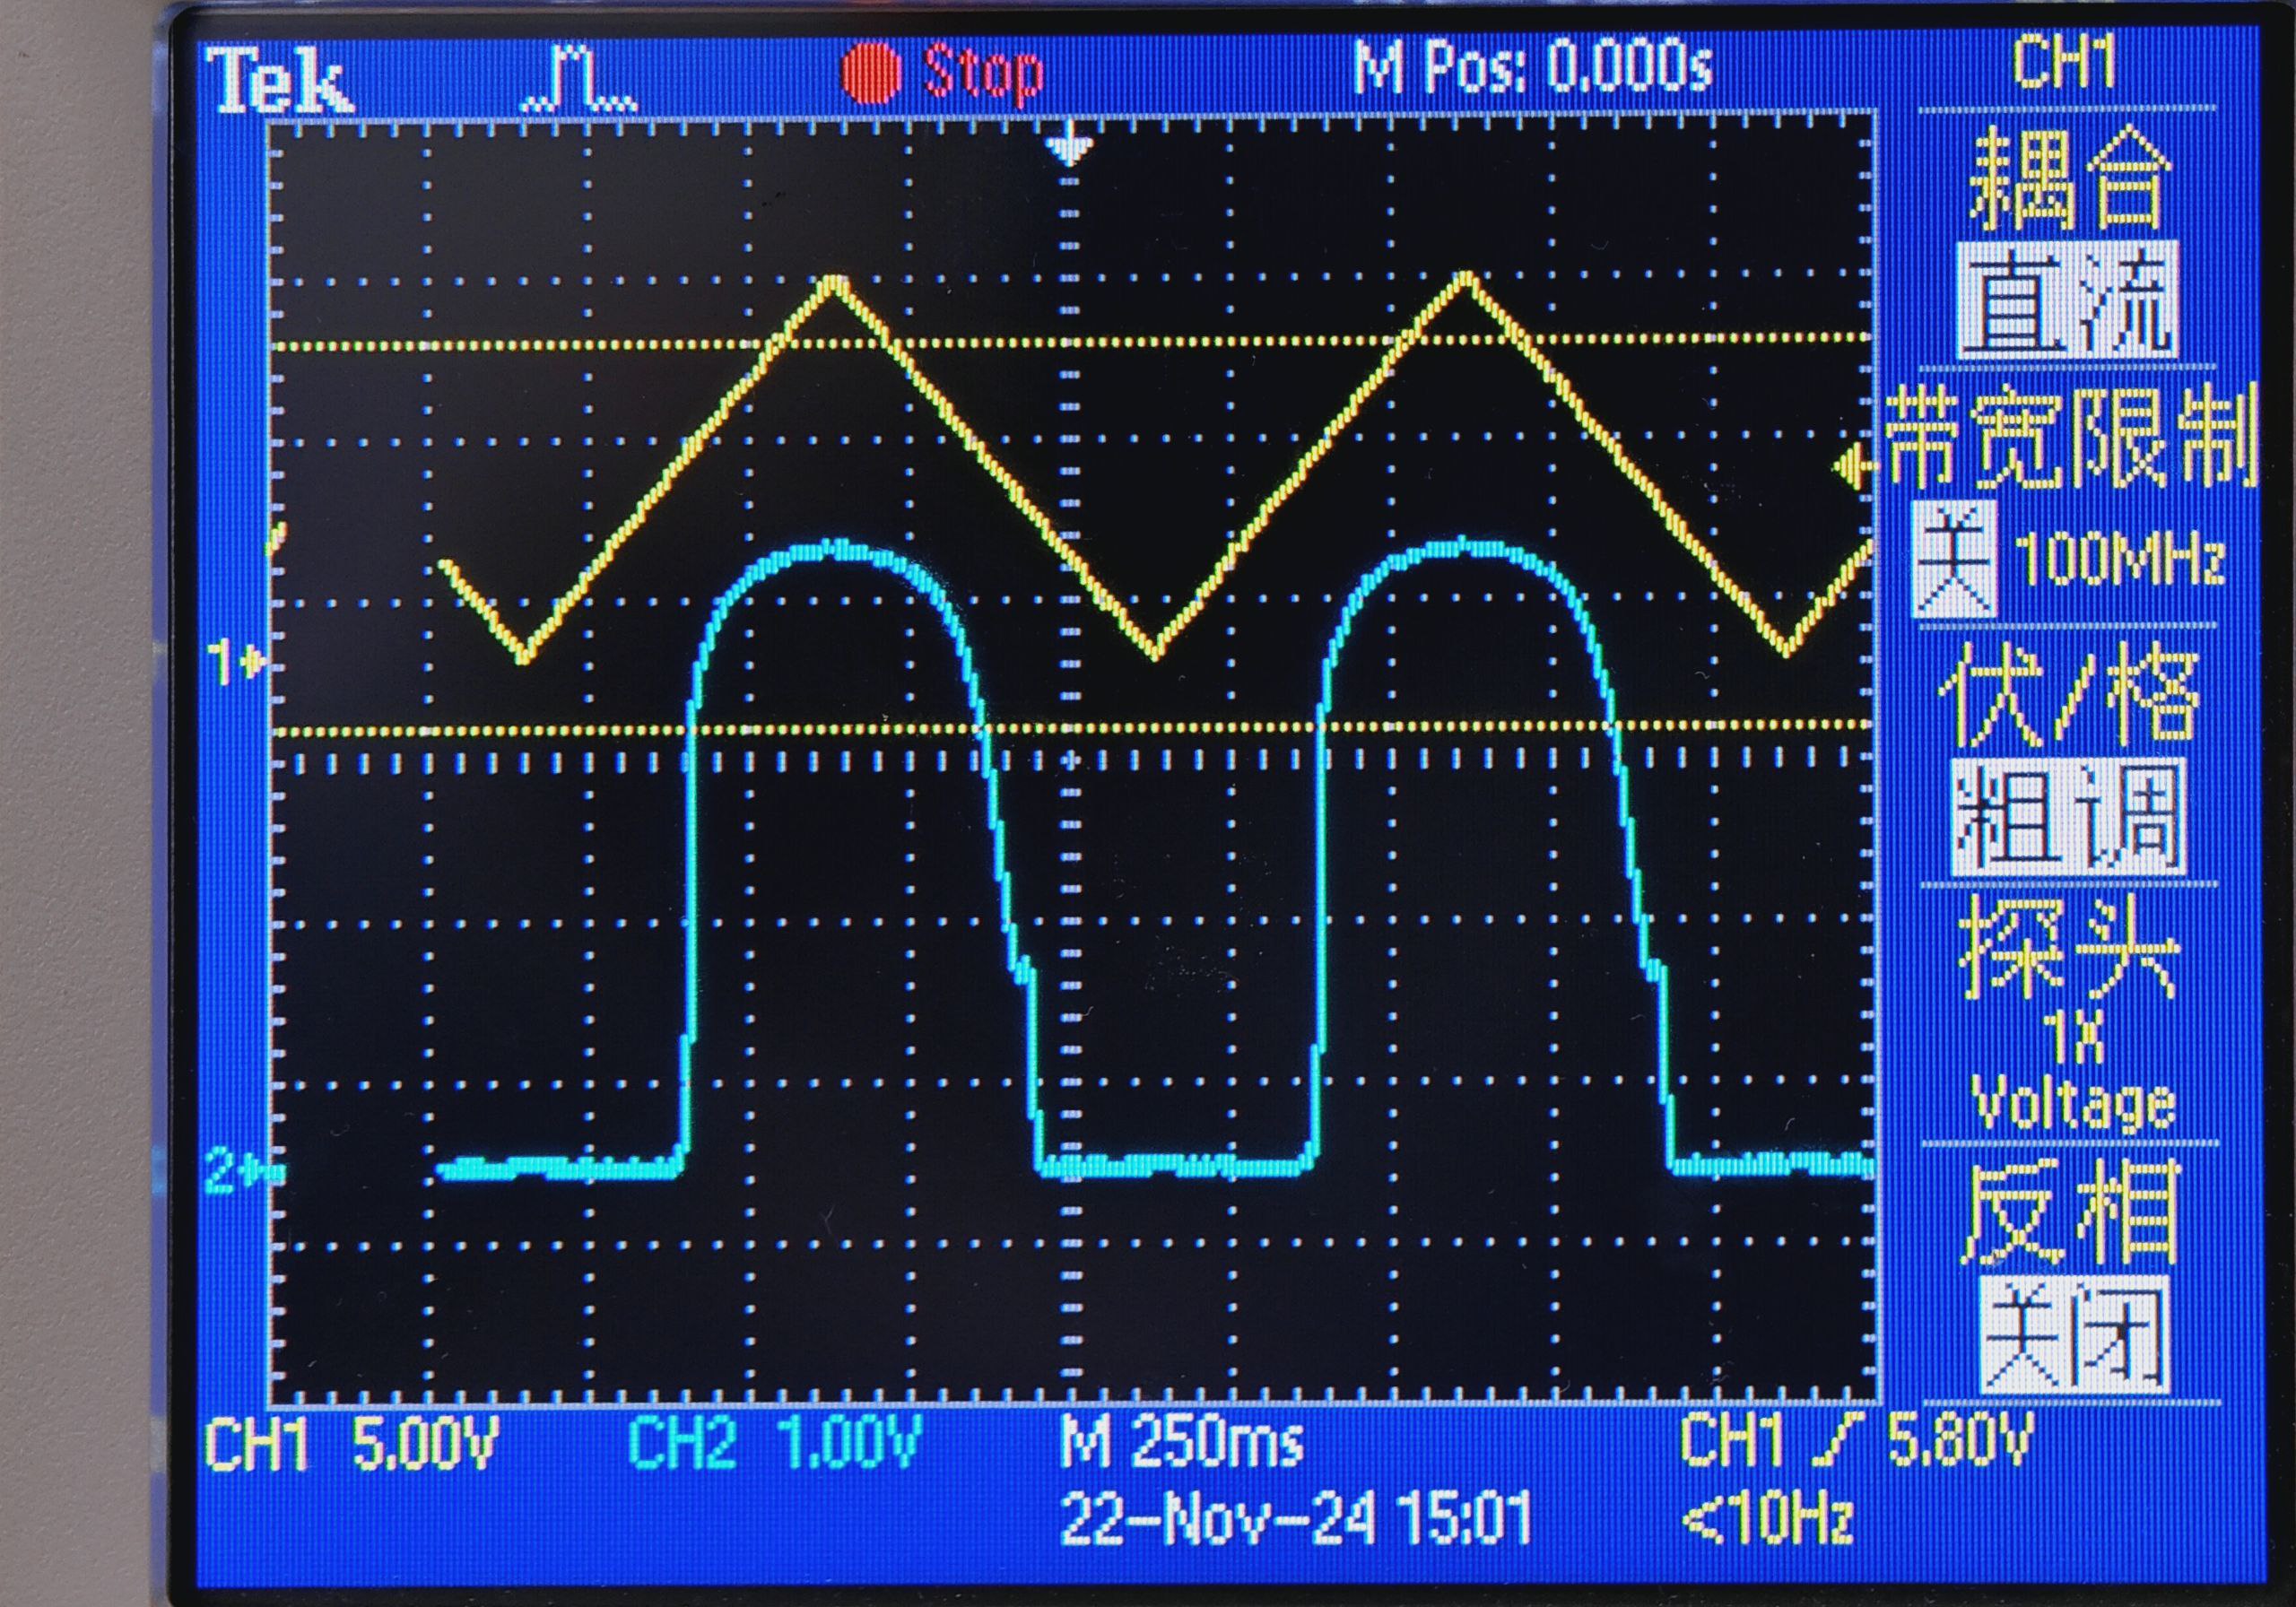 Tek
Stop
M Pos: 0.000s
CH1
耦合
直流
带宽限制
关 100MHz
伏/格
粗调
探头
1X
Voltage
反相
关闭
1
2
CH1 5.00V
CH2 1.00V
M 250ms
CH1 5.80V
22-Nov-24 15:01
<10Hz